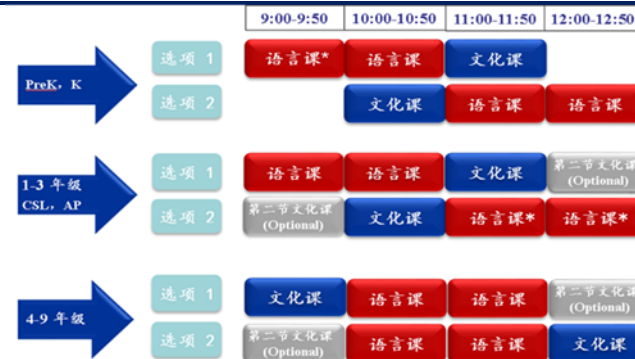 9:00-9:50 10:00-10:50 11:00-11:50 12:00-12:50
PreK, K
选项 1 语言课* 语言课 文化课
选项 2 文化课 语言课 语言课
1-3 年级
CSL, AP
选项 1 语言课 语言课 文化课 第二节文化课
(Optional)
选项 2 第二节文化课
(Optional) 文化课 语言课* 语言课*
4-9 年级
选项 1 文化课 语言课 语言课 第二节文化课
(Optional)
选项 2 第二节文化课
(Optional) 语言课 语言课 文化课